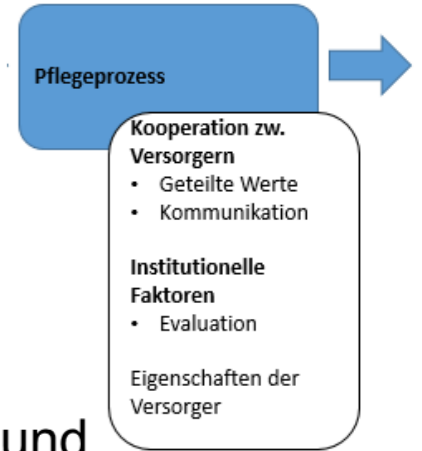 Pflegeprozess
Kooperation zw.
Versorgern
• Geteilte Werte
• Kommunikation
Institutionelle
Faktoren
• Evaluation
Eigenschaften der
Versorger
und